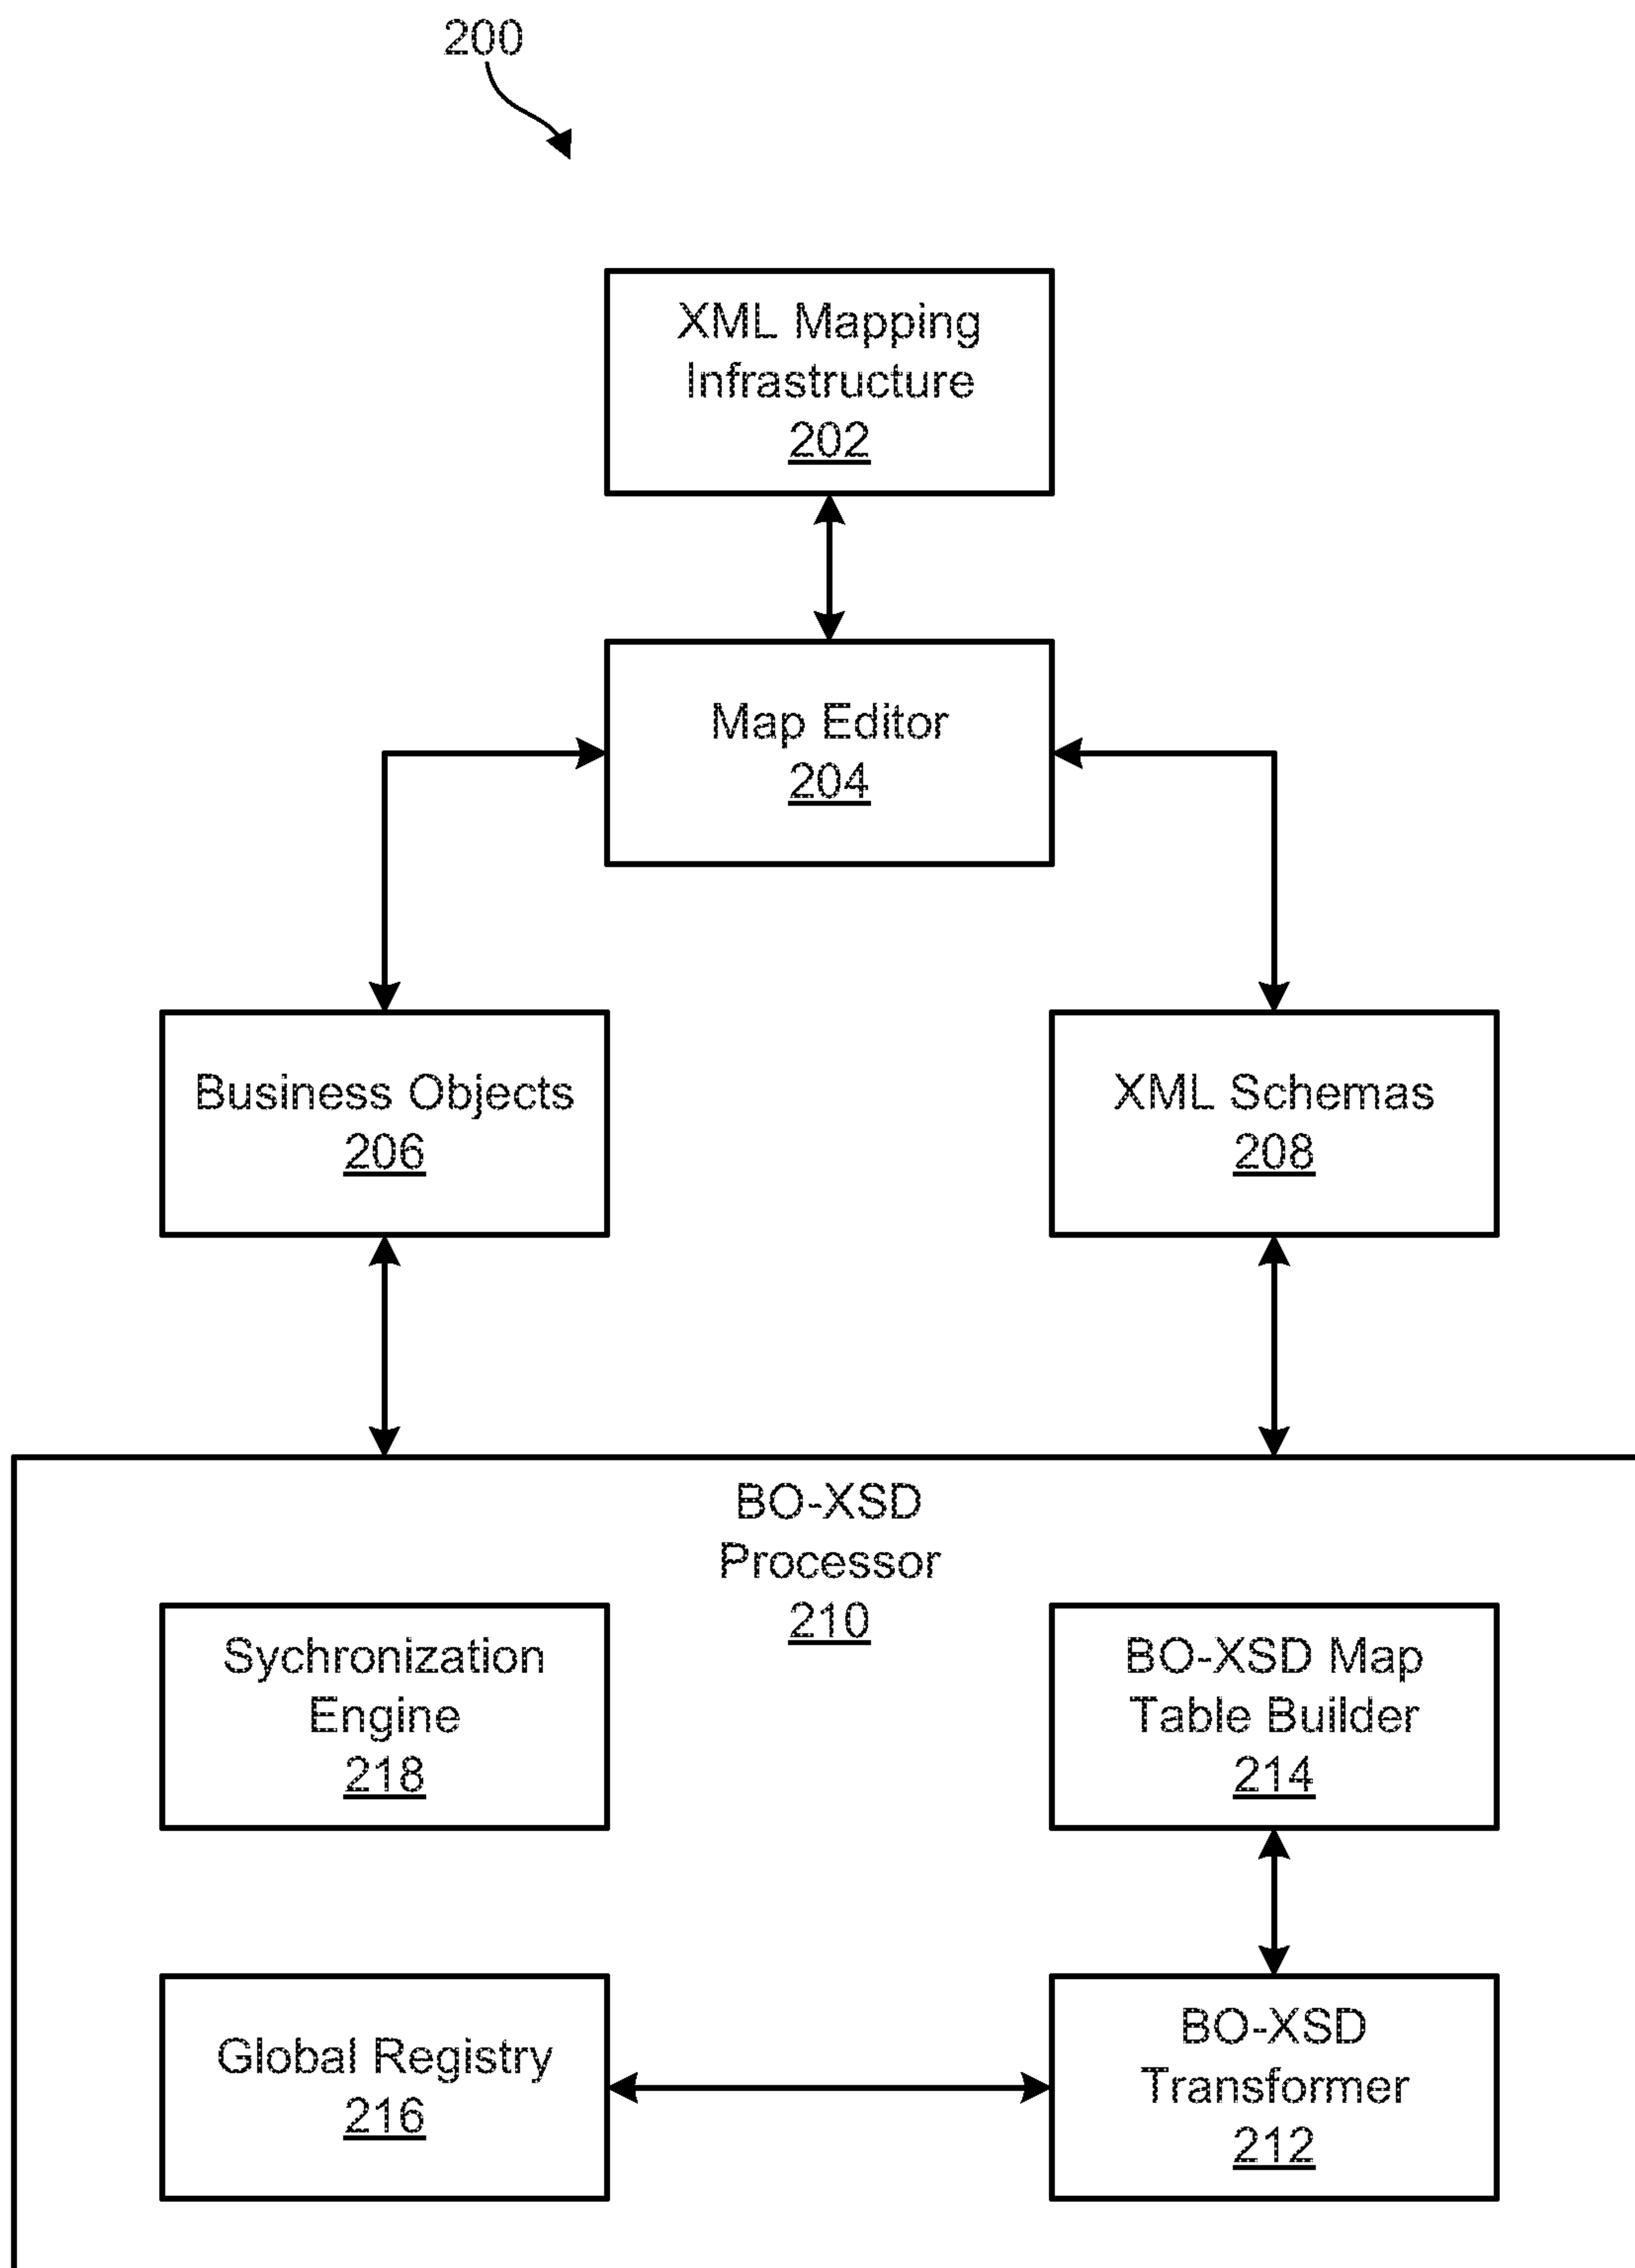 200
XML Mapping
Infrastructure
202
Map Editor
204
Business Objects
206
XML Schemas
208
BO-XSD
Processor
210
Sychronization
Engine
218
BO-XSD Map
Table Builder
214
Global Registry
216
BO-XSD
Transformer
212